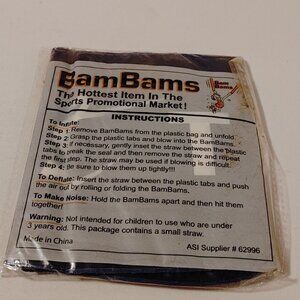 BamBams
The Hottest Item In The
Sports Promotional Market!
Bam
Bams
INSTRUCTIONS
To Inflate:
Step 1: Remove BamBams from the plastic bag and unfold.
Step 2: Grasp the plastic tabs and blow into the BamBams.
Step 3: If necessary, gently insert the straw between the plastic
tabs to break the seal and then remove the straw and repeat
the first step. The straw may be used if blowing is difficult.
Step 4: Be sure to blow them up tightly!!!
To Deflate: Insert the straw between the plastic tabs and push
the air out by rolling or folding the BamBams.
To Make Noise: Hold the BamBams apart and then hit them
together!
Warning: Not intended for children to use who are under
3 years old. This package contains a small straw.
Made in China
ASI Supplier # 62996